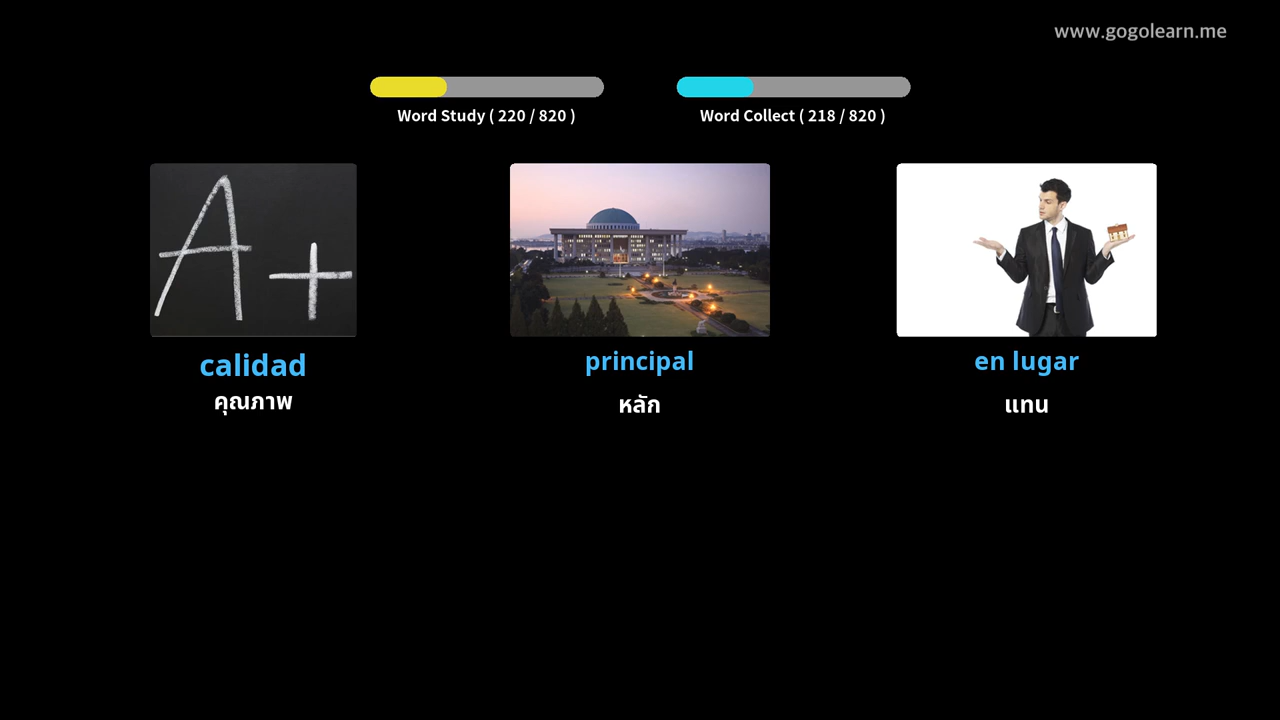 www.gogolearn.me
Word Study ( 220 / 820 )
Word Collect ( 218 / 820 )
A+
calidad
คุณภาพ
principal
หลัก
en lugar
แทน